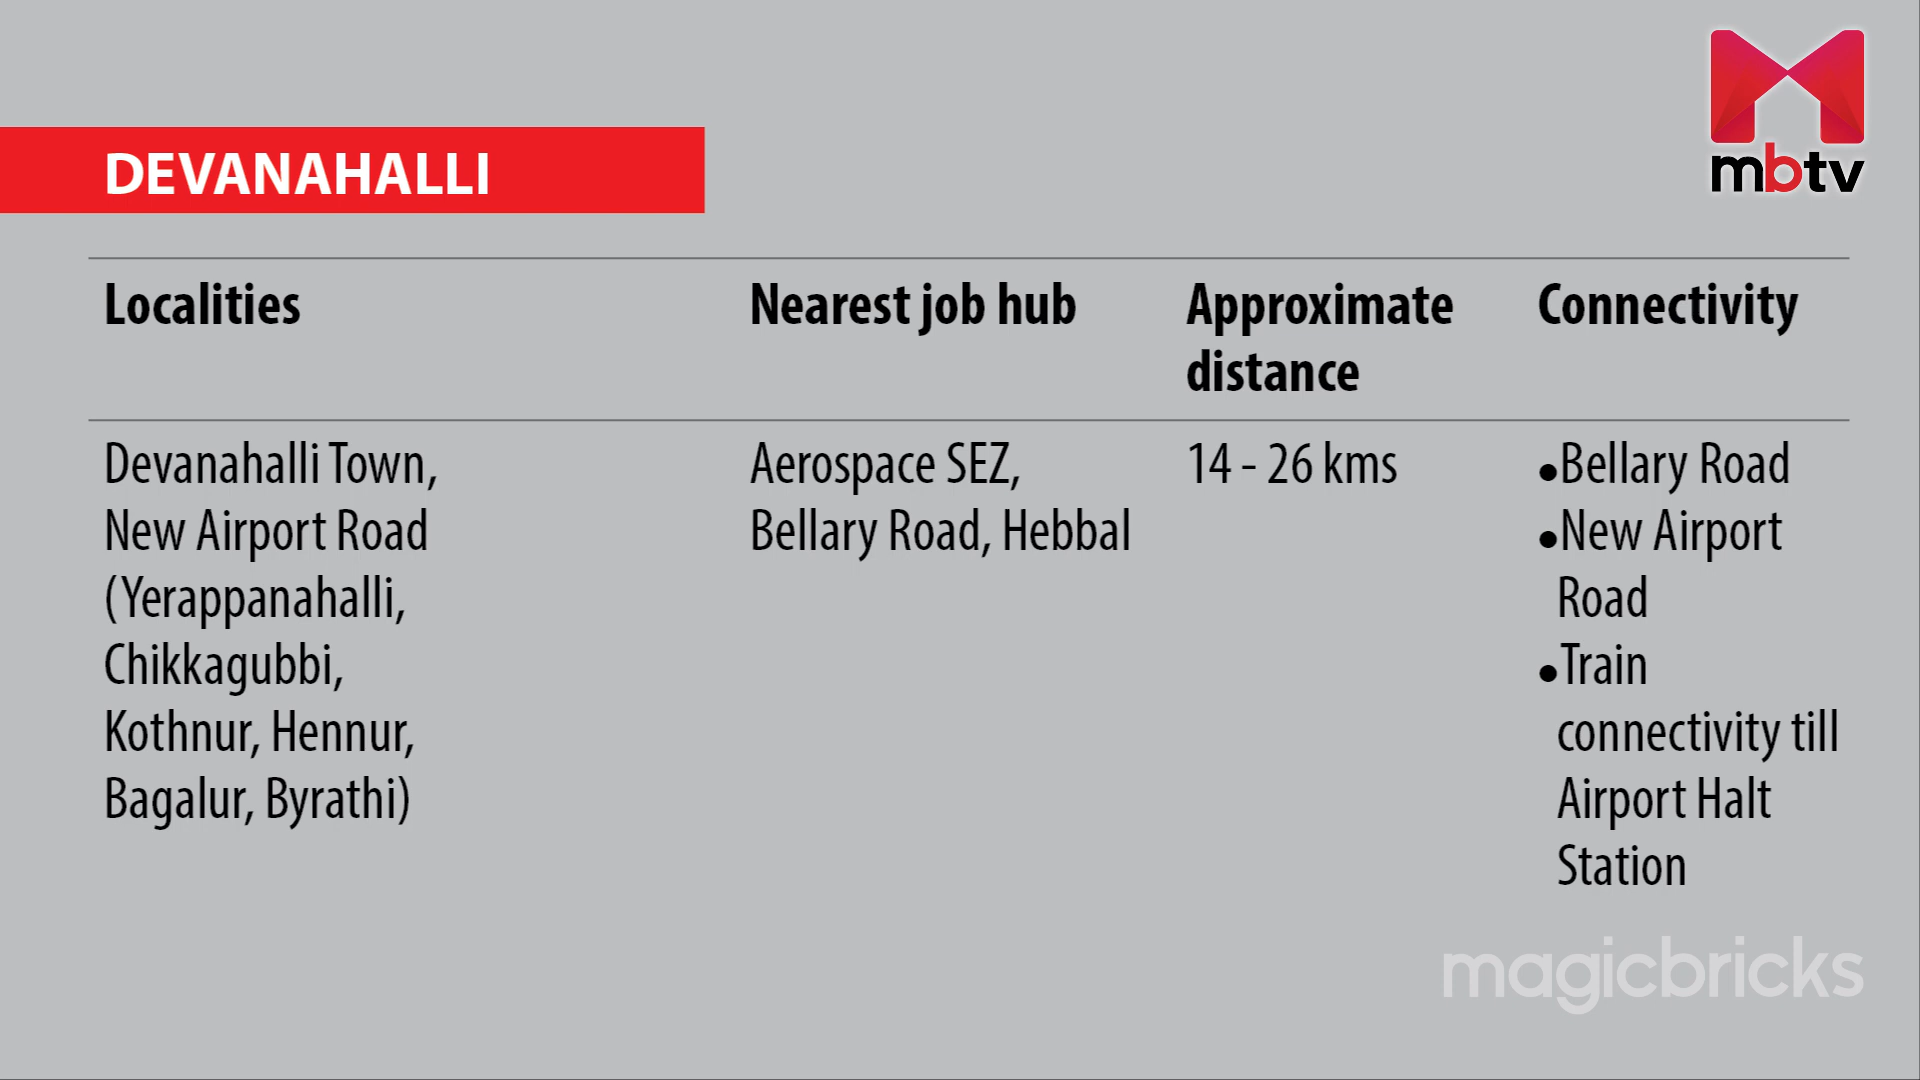 mbtv
DEVANAHALLI
Localities
Nearest job hub
Approximate
distance
Connectivity
Devanahalli Town,
New Airport Road
(Yerappanahalli,
Chikkagubbi,
Kothnur, Hennur,
Bagalur, Byrathi)
Aerospace SEZ,
Bellary Road, Hebbal
14 - 26 kms
●Bellary Road
●New Airport
Road
●Train
connectivity till
Airport Halt
Station
magicbricks